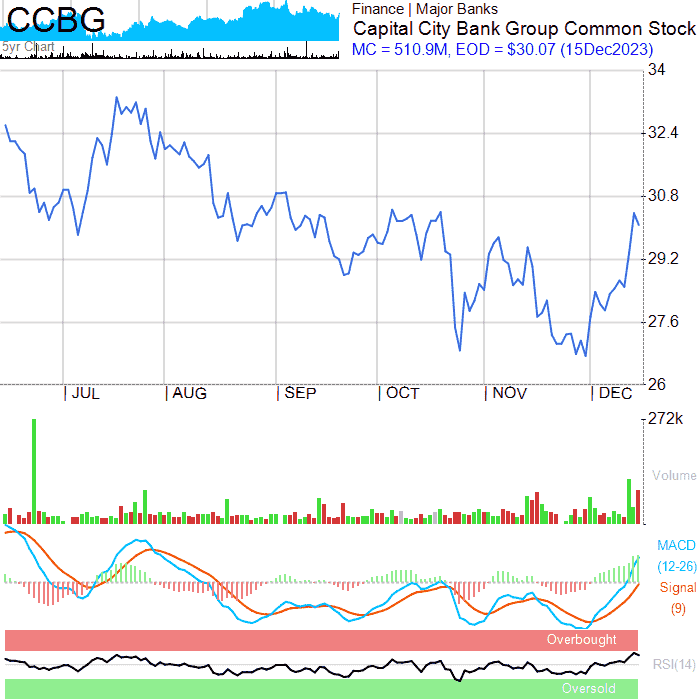 CCBG
5yr Chart
Finance | Major Banks
Capital City Bank Group Common Stock
MC = 510.9M, EOD = $30.07 (15Dec2023)
34
32.4
30.8
29.2
27.6
26
| JUL | AUG | SEP | OCT | NOV | DEC
272k
Volume
MACD
(12-26)
Signal
(9)
Overbought
RSI(14)
Oversold